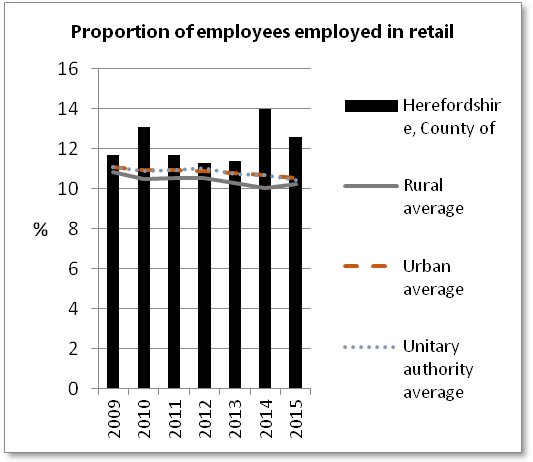 Proportion of employees employed in retail
16
14
12
10
8
6
4
2
0
%
2009
2010
2011
2012
2013
2014
2015
Herefordshir
e, County of
Rural
average
Urban
average
Unitary
authority
average